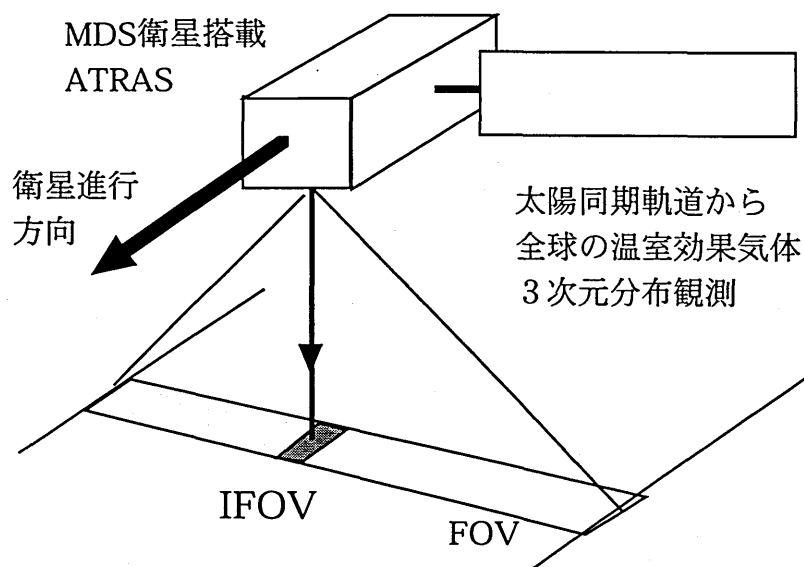 MDS衛星搭載
ATRAS
衛星進行
方向
太陽同期軌道から
全球の温室効果気体
3次元分布観測
IFOV
FOV